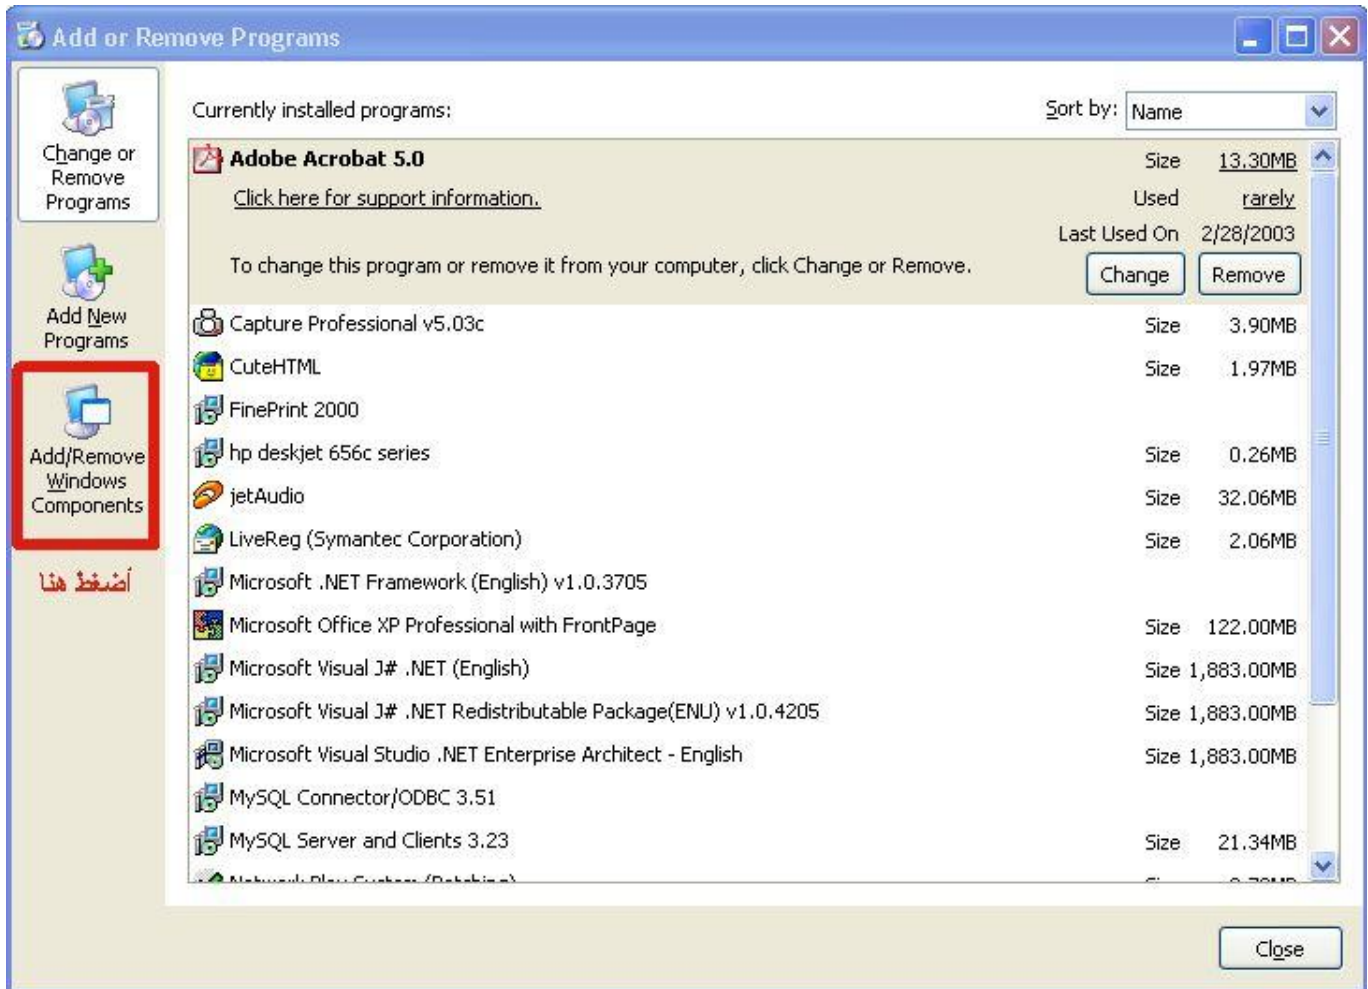 Add or Remove Programs
Change or
Remove
Programs
Add New
Programs
Add/Remove
Windows
Components
أضغط هنا
Currently installed programs:
Sort by: Name
Adobe Acrobat 5.0 Size 13.30MB
Click here for support information. Used rarely
Last Used On 2/28/2003
To change this program or remove it from your computer, click Change or Remove. Change Remove
Capture Professional v5.03c Size 3.90MB
CuteHTML Size 1.97MB
FinePrint 2000
hp deskjet 656c series Size 0.26MB
jetAudio Size 32.06MB
LiveReg (Symantec Corporation) Size 2.06MB
Microsoft .NET Framework (English) v1.0.3705
Microsoft Office XP Professional with FrontPage Size 122.00MB
Microsoft Visual J# .NET (English) Size 1,883.00MB
Microsoft Visual J# .NET Redistributable Package(ENU) v1.0.4205 Size 1,883.00MB
Microsoft Visual Studio .NET Enterprise Architect - English Size 1,883.00MB
MySQL Connector/ODBC 3.51
MySQL Server and Clients 3.23 Size 21.34MB
Close